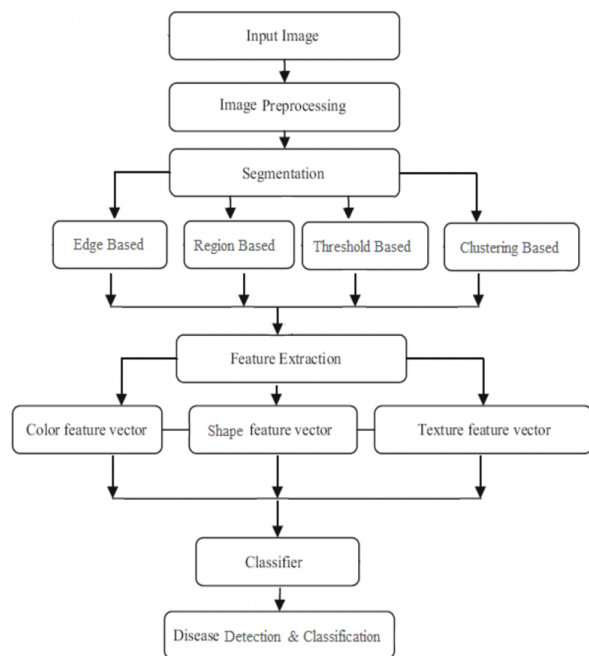 Input Image
Image Preprocessing
Segmentation
Edge Based
Region Based
Threshold Based
Clustering Based
Feature Extraction
Color feature vector
Shape feature vector
Texture feature vector
Classifier
Disease Detection & Classification